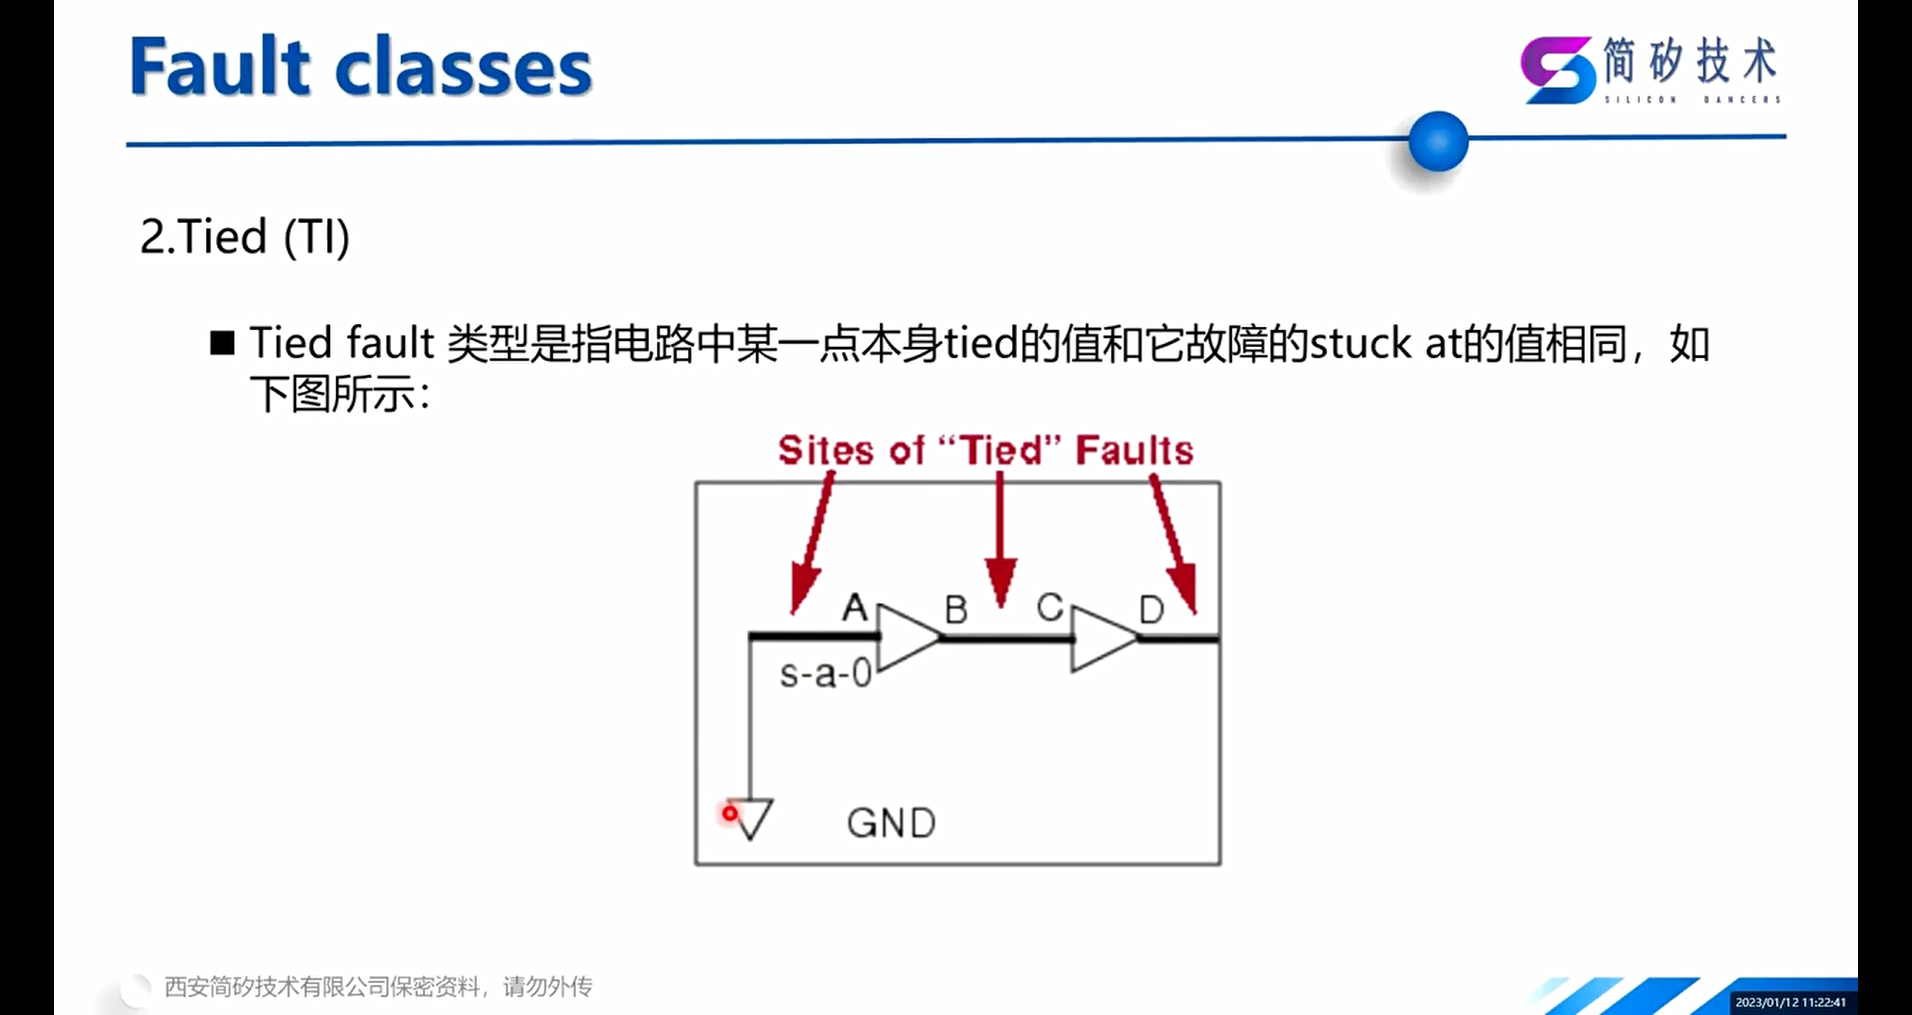 Fault classes
简矽技术
SILICON DANCERS
2.Tied (TI)
■ Tied fault 类型是指电路中某一点本身tied的值和它故障的stuck at的值相同，如
下图所示：
Sites of “Tied” Faults
A B C D
s-a-0
GND
西安简矽技术有限公司保密资料，请勿外传
2023/01/12 11:22:41